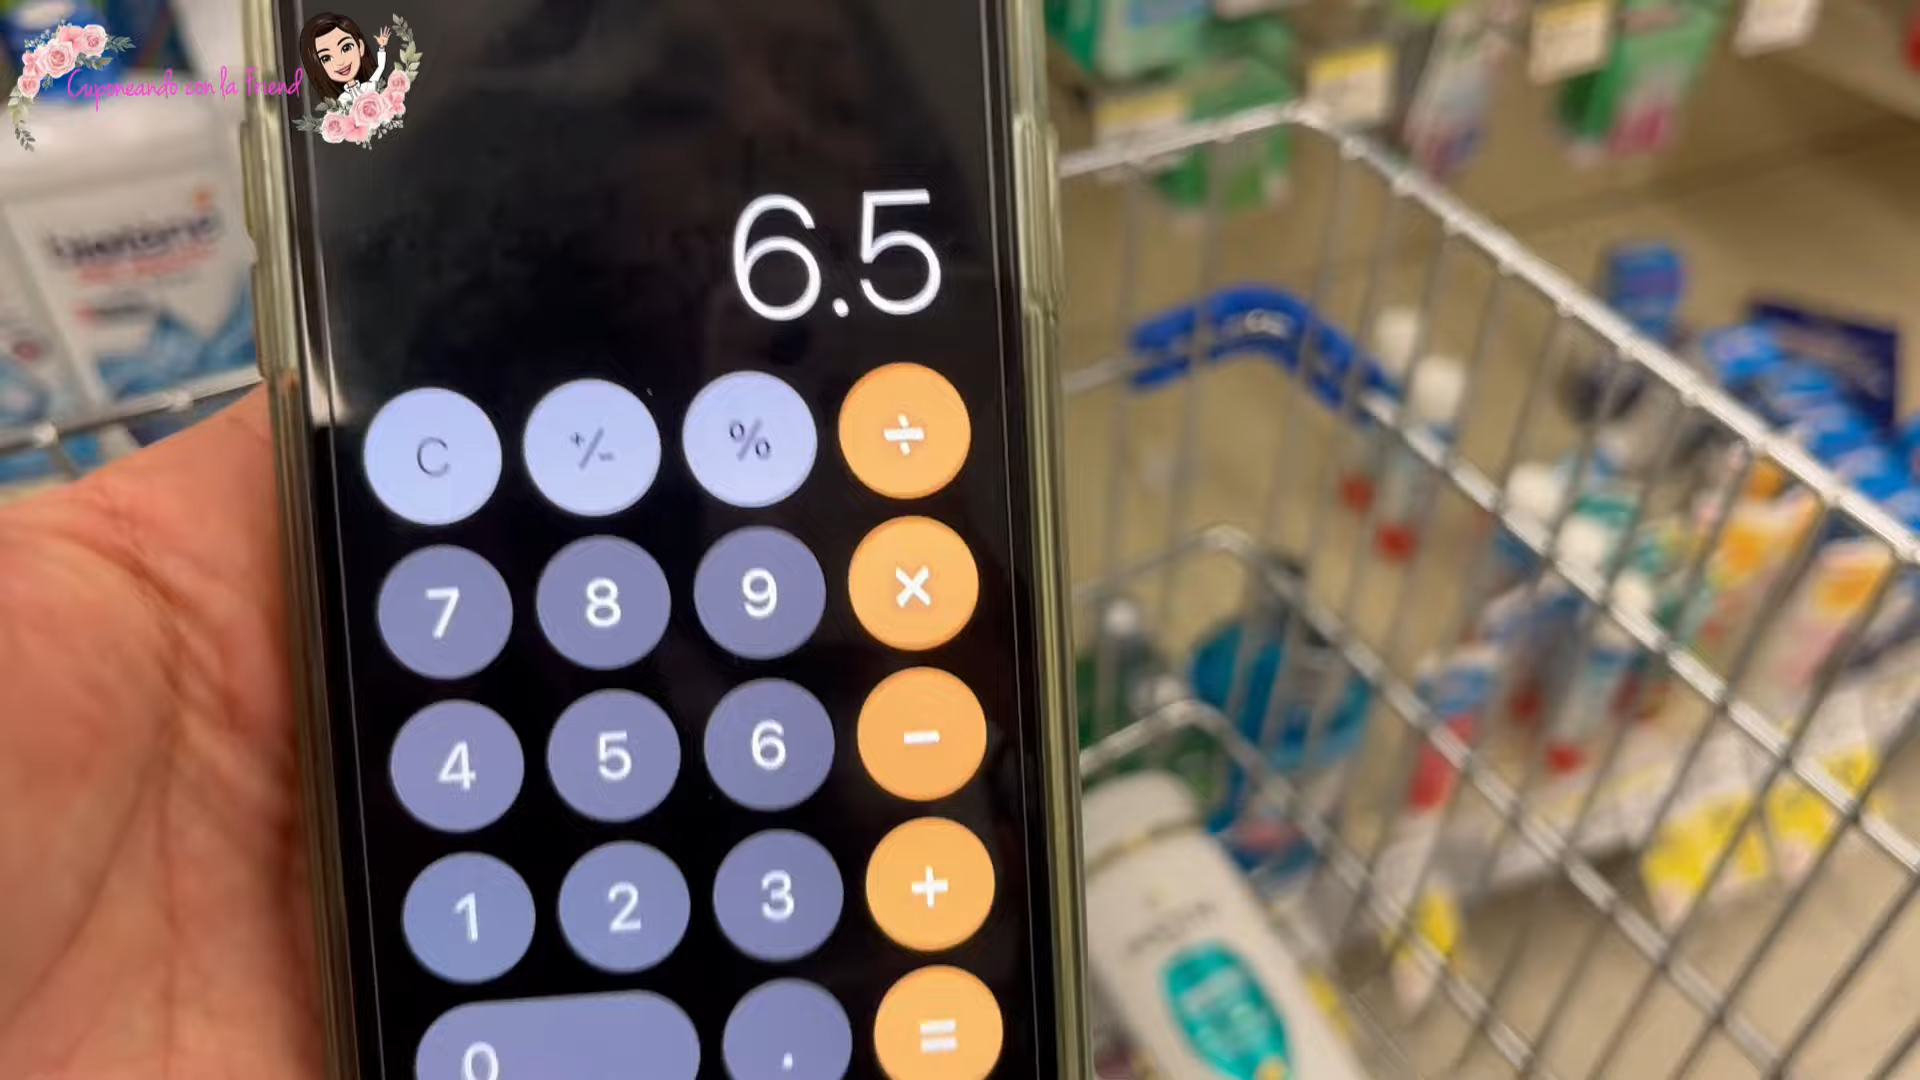 Cuponeando con la Friend
6.5
C +/- % ÷
7 8 9 ×
4 5 6 −
1 2 3 +
0 . =